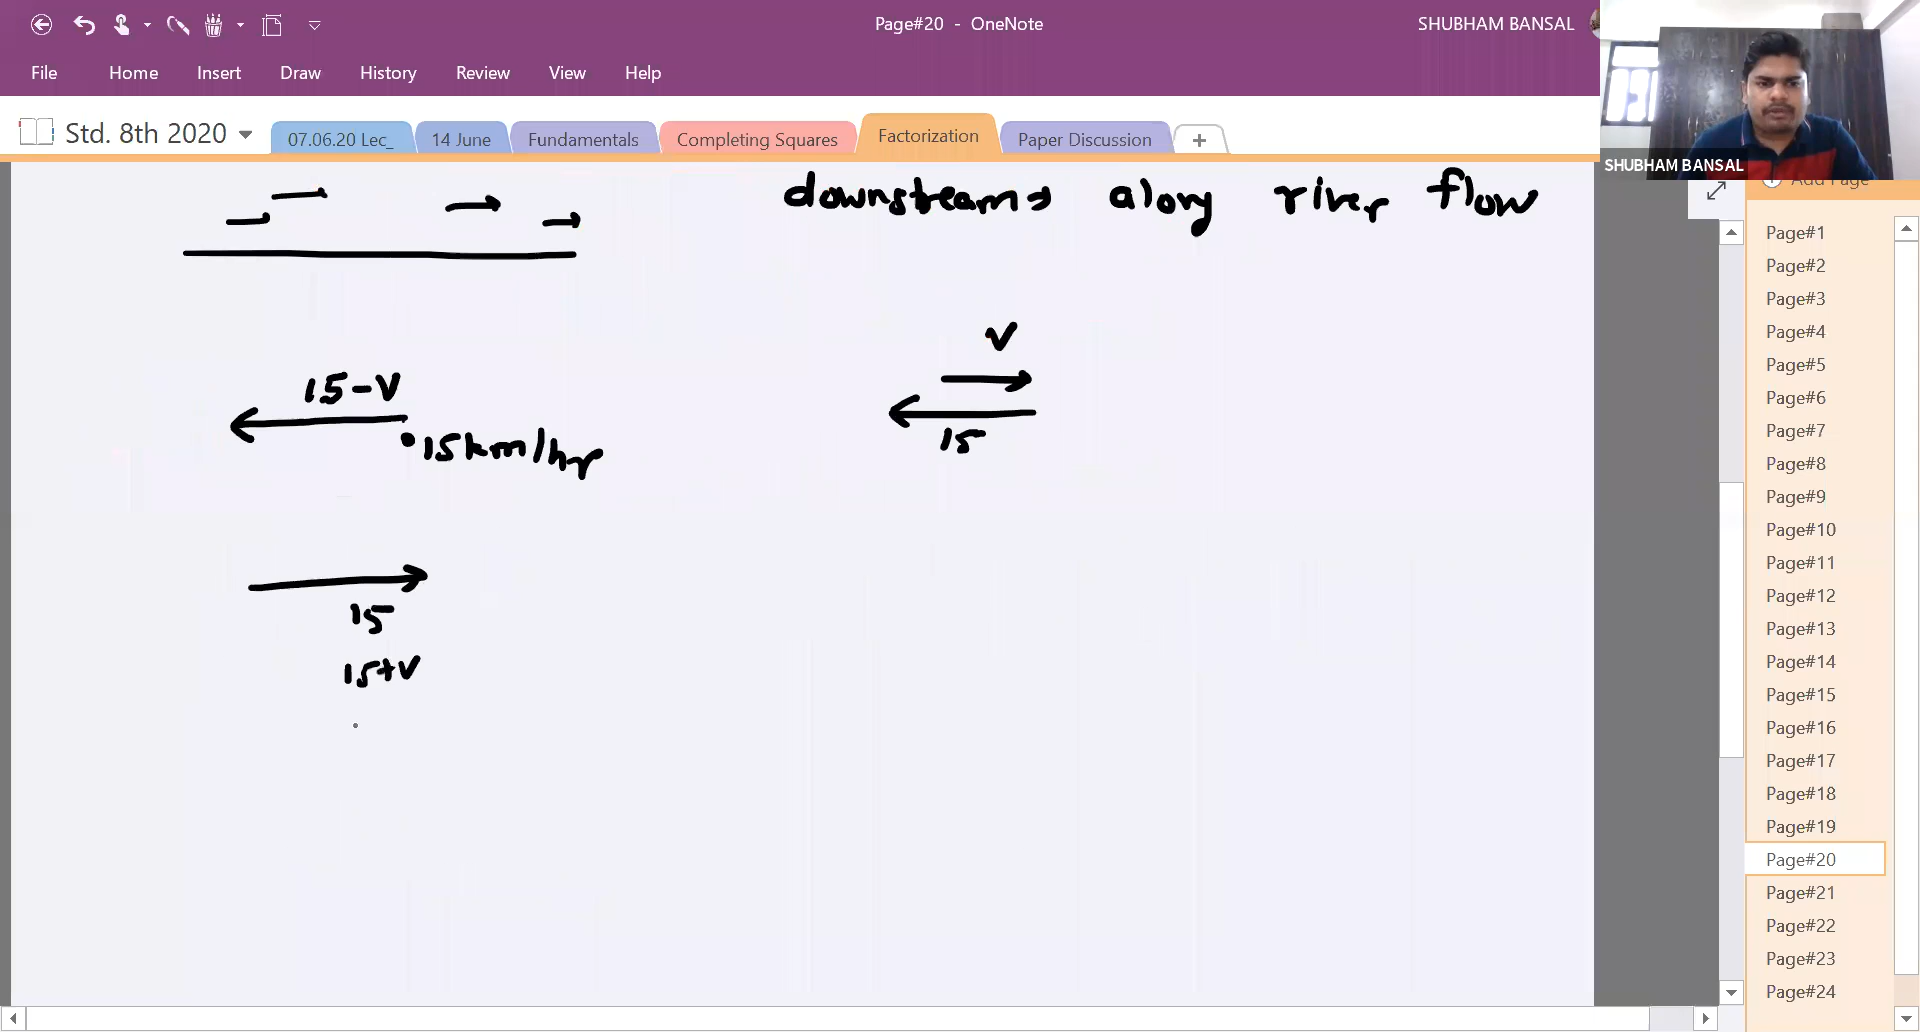 Page#20 - OneNote
SHUBHAM BANSAL
File Home Insert Draw History Review View Help
Std. 8th 2020
07.06.20 Lec_
14 June
Fundamentals
Completing Squares
Factorization
Paper Discussion
+
SHUBHAM BANSAL
Add Page
downstream → along river flow
V
15-V
15km/hr
15
15
15+V
Page#1
Page#2
Page#3
Page#4
Page#5
Page#6
Page#7
Page#8
Page#9
Page#10
Page#11
Page#12
Page#13
Page#14
Page#15
Page#16
Page#17
Page#18
Page#19
Page#20
Page#21
Page#22
Page#23
Page#24